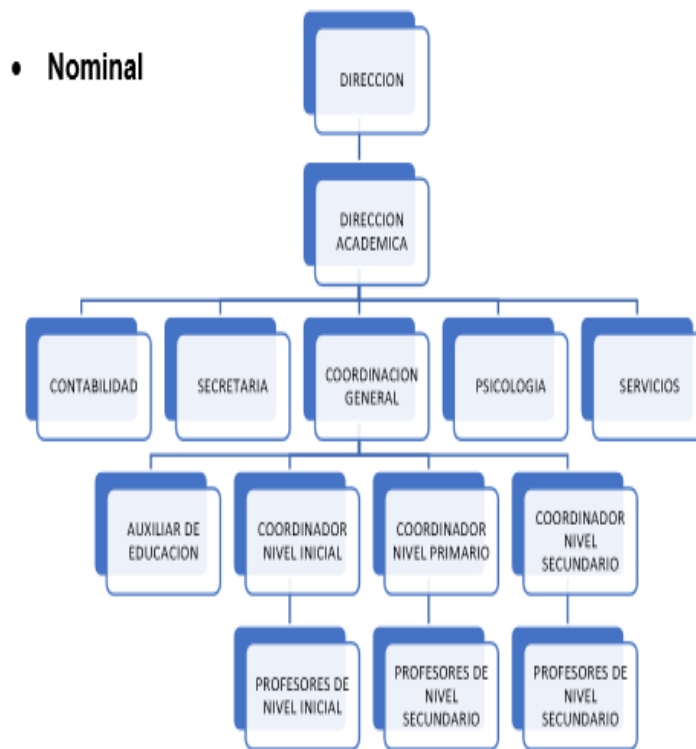 • Nominal
DIRECCION
DIRECCION
ACADEMICA
CONTABILIDAD
SECRETARIA
COORDINACION
GENERAL
PSICOLOGIA
SERVICIOS
AUXILIAR DE
EDUCACION
COORDINADOR
NIVEL INICIAL
COORDINADOR
NIVEL PRIMARIO
COORDINADOR
NIVEL
SECUNDARIO
PROFESORES DE
NIVEL INICIAL
PROFESORES DE
NIVEL
SECUNDARIO
PROFESORES DE
NIVEL
SECUNDARIO